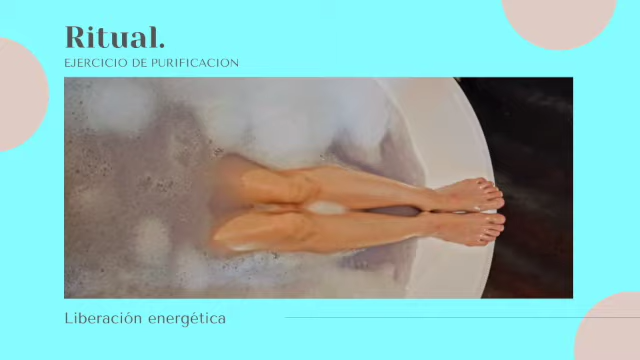 Ritual.
EJERCICIO DE PURIFICACION
Liberación energética